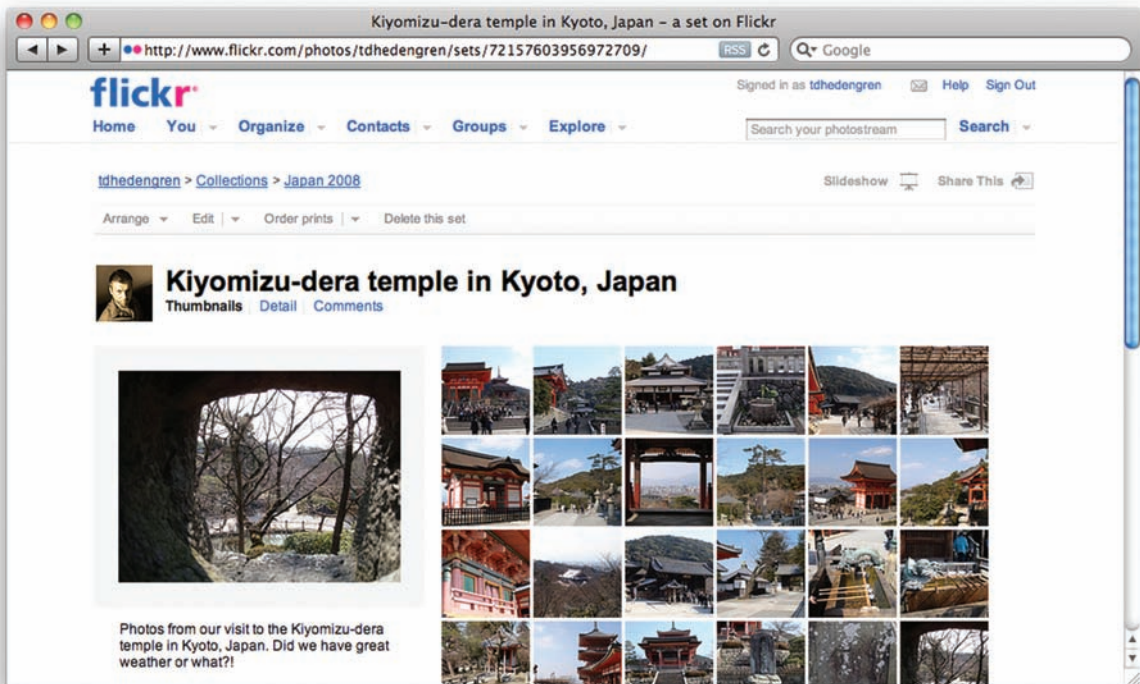 Kiyomizu-dera temple in Kyoto, Japan – a set on Flickr
http://www.flickr.com/photos/tdhedengren/sets/72157603956972709/ RSS Google
flickr
Signed in as tdhedengren Help Sign Out
Home You Organize Contacts Groups Explore Search your photostream Search
tdhedengren > Collections > Japan 2008 Slideshow Share This
Arrange Edit Order prints Delete this set
Kiyomizu-dera temple in Kyoto, Japan
Thumbnails Detail Comments
Photos from our visit to the Kiyomizu-dera
temple in Kyoto, Japan. Did we have great
weather or what?!